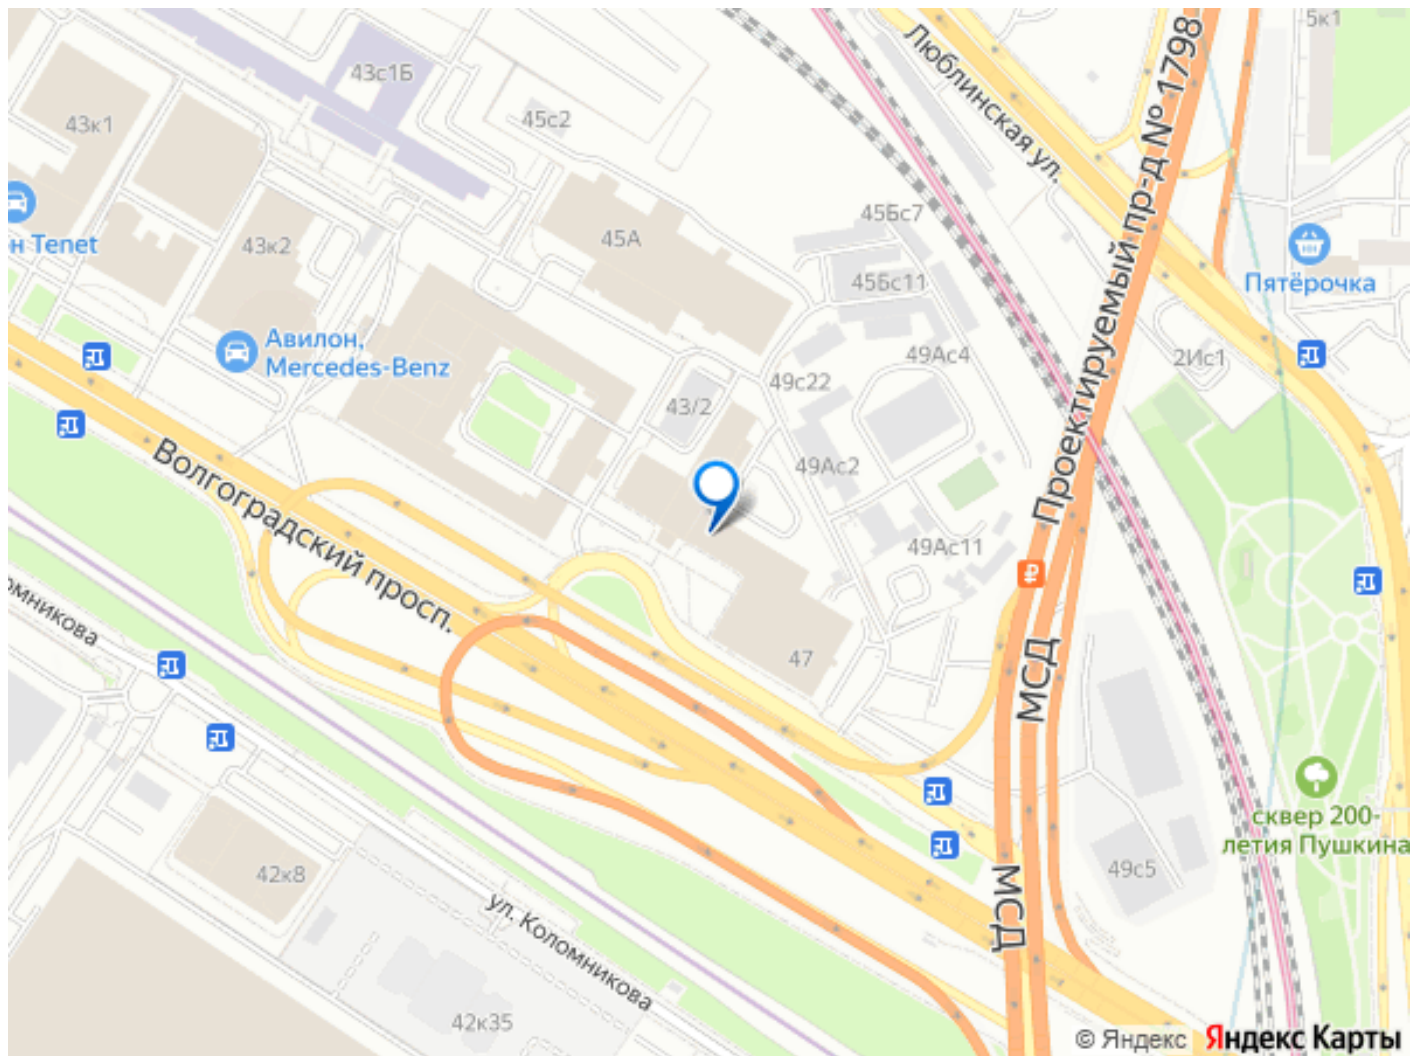 5к1
43с1Б
Люблинская ул.
Проектируемый пр-д № 1798
45с2
43к1
45Бс7
н Tenet
43к2
45А
45Бс11
Пятёрочка
Авилон,
Mercedes-Benz
49Ас4
2Ис1
49с22
43/2
Волгоградский просп.
49Ас2
49Ас11
омникова
47
МСД
сквер 200-
летия Пушкина
42к8
49с5
МСД
ул. Коломникова
42к35
© Яндекс Яндекс Карты